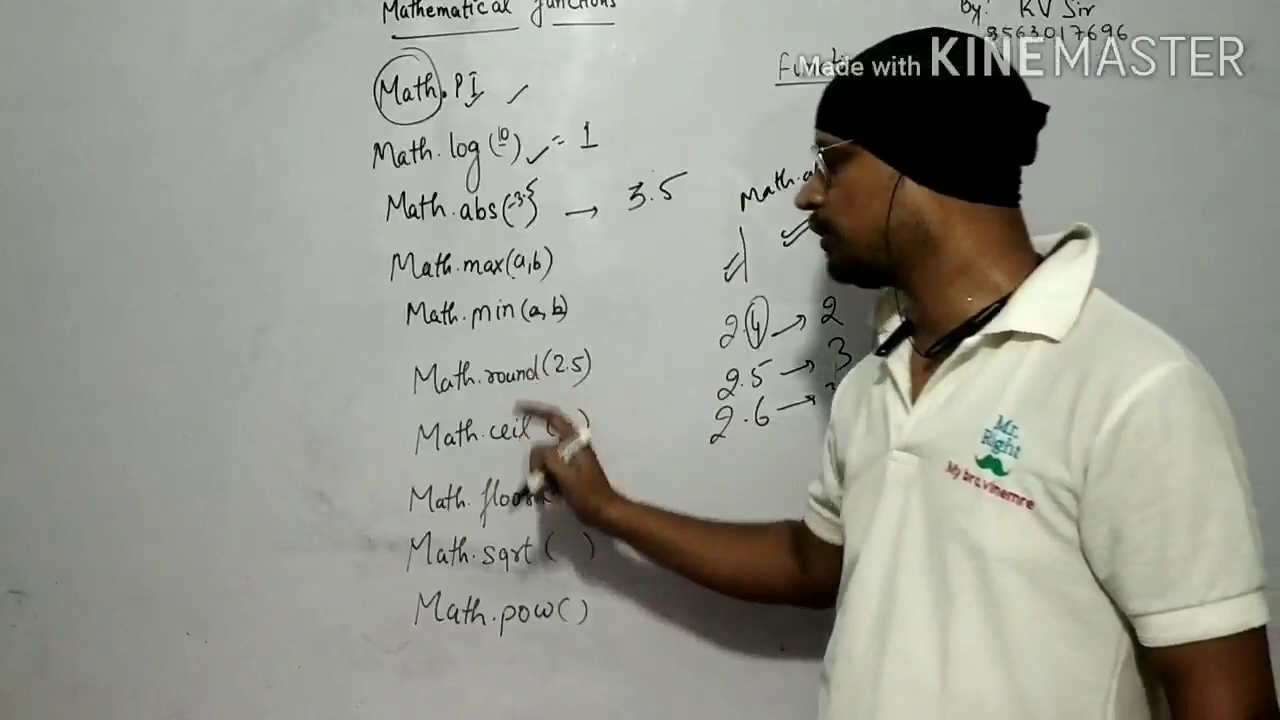 Mathematical functions
By: KV Sir
8563017696
Made with KINEMASTER
Math.PI
Math.log(10) = 1
Math.abs(-3.5} → 3.5
Math.a
Math.max(a,b)
Math.min(a,b)
2.4 → 2
Math.round(2.5)
2.5 → 3
2.6 →
Math.ceil ( )
Math.floor
Math.sqrt ( )
Math.pow()
Mr. Right